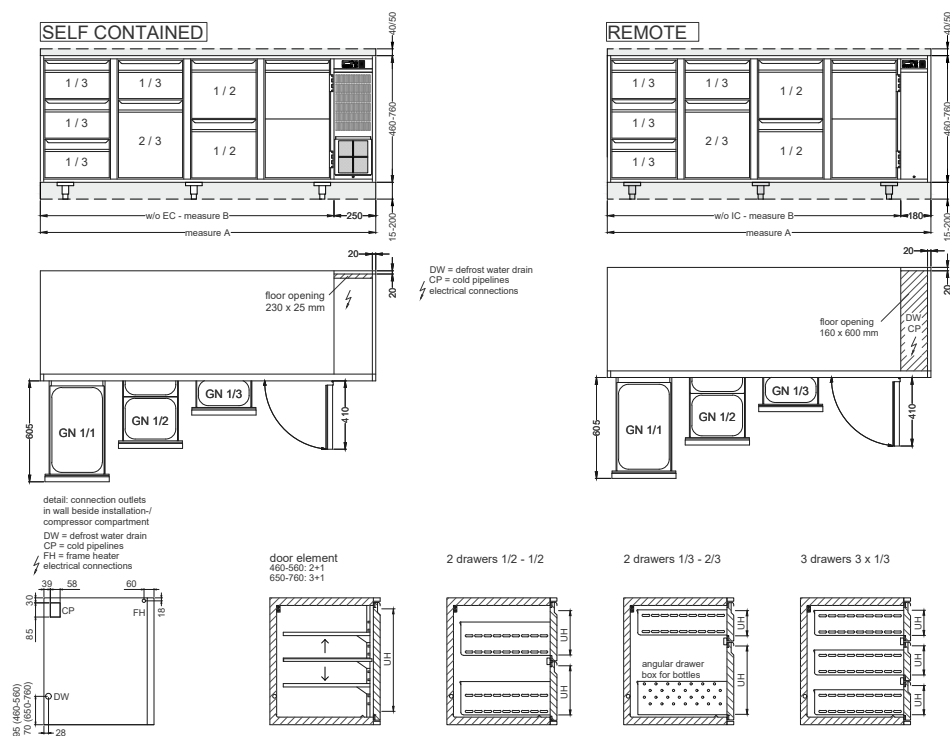 SELF CONTAINED
40/50
1 / 3
1 / 3
1 / 2
1 / 3
2 / 3
1 / 3
1 / 2
460-760
w/o EC - measure B
250
measure A
15-200
20
20
floor opening
230 x 25 mm
DW = defrost water drain
CP = cold pipelines
electrical connections
GN 1/1
GN 1/2
GN 1/3
605
410
REMOTE
40/50
1 / 3
1 / 3
1 / 2
1 / 3
2 / 3
1 / 3
1 / 2
460-760
w/o IC - measure B
180
measure A
15-200
20
20
floor opening
160 x 600 mm
DW
CP
GN 1/1
GN 1/2
GN 1/3
605
410
detail: connection outlets
in wall beside installation-/
compressor compartment
DW = defrost water drain
CP = cold pipelines
FH = frame heater
electrical connections
39
58
60
30
CP
FH
18
85
DW
95 (460-560)
70 (650-760)
28
door element
460-560: 2+1
650-760: 3+1
UH
2 drawers 1/2 - 1/2
UH
UH
2 drawers 1/3 - 2/3
UH
angular drawer
box for bottles
UH
3 drawers 3 x 1/3
UH
UH
UH